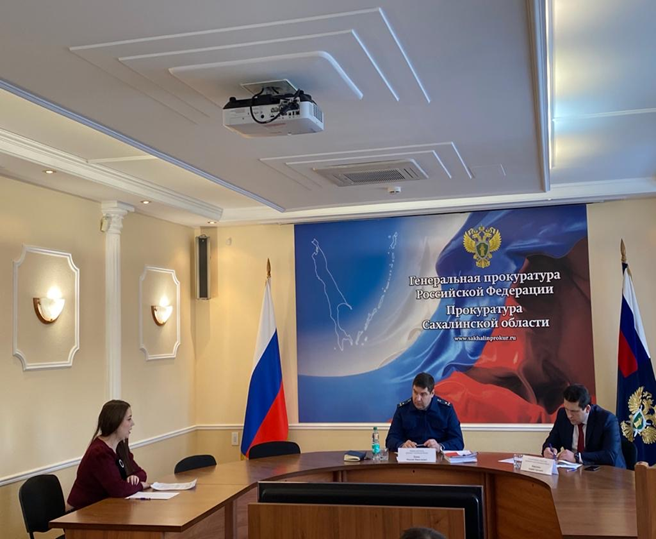 Генеральная прокуратура
Российской Федерации
Прокуратура
Сахалинской области
www.sakhalinprokur.ru